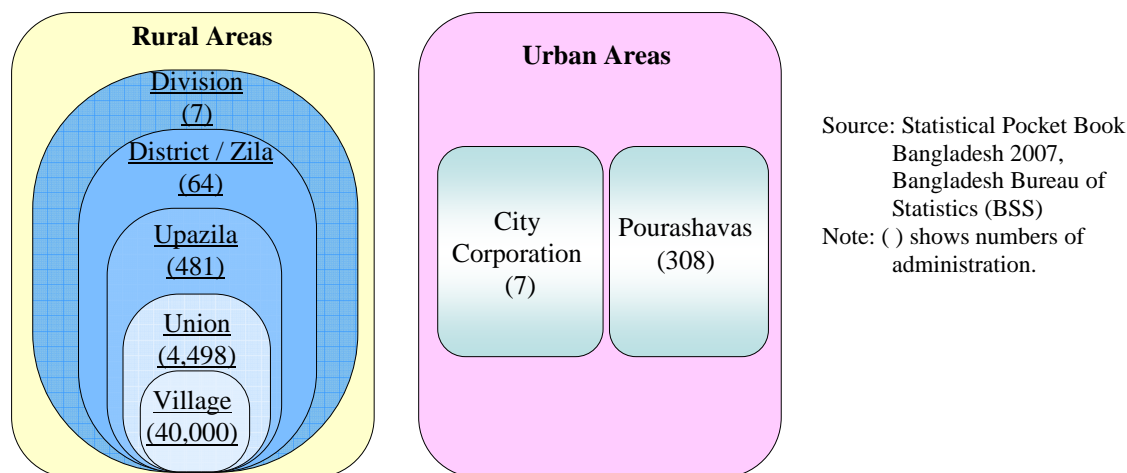 Rural Areas
Division
(7)
District / Zila
(64)
Upazila
(481)
Union
(4,498)
Village
(40,000)
Urban Areas
City
Corporation
(7)
Pourashavas
(308)
Source: Statistical Pocket Book
Bangladesh 2007,
Bangladesh Bureau of
Statistics (BSS)
Note: ( ) shows numbers of
administration.